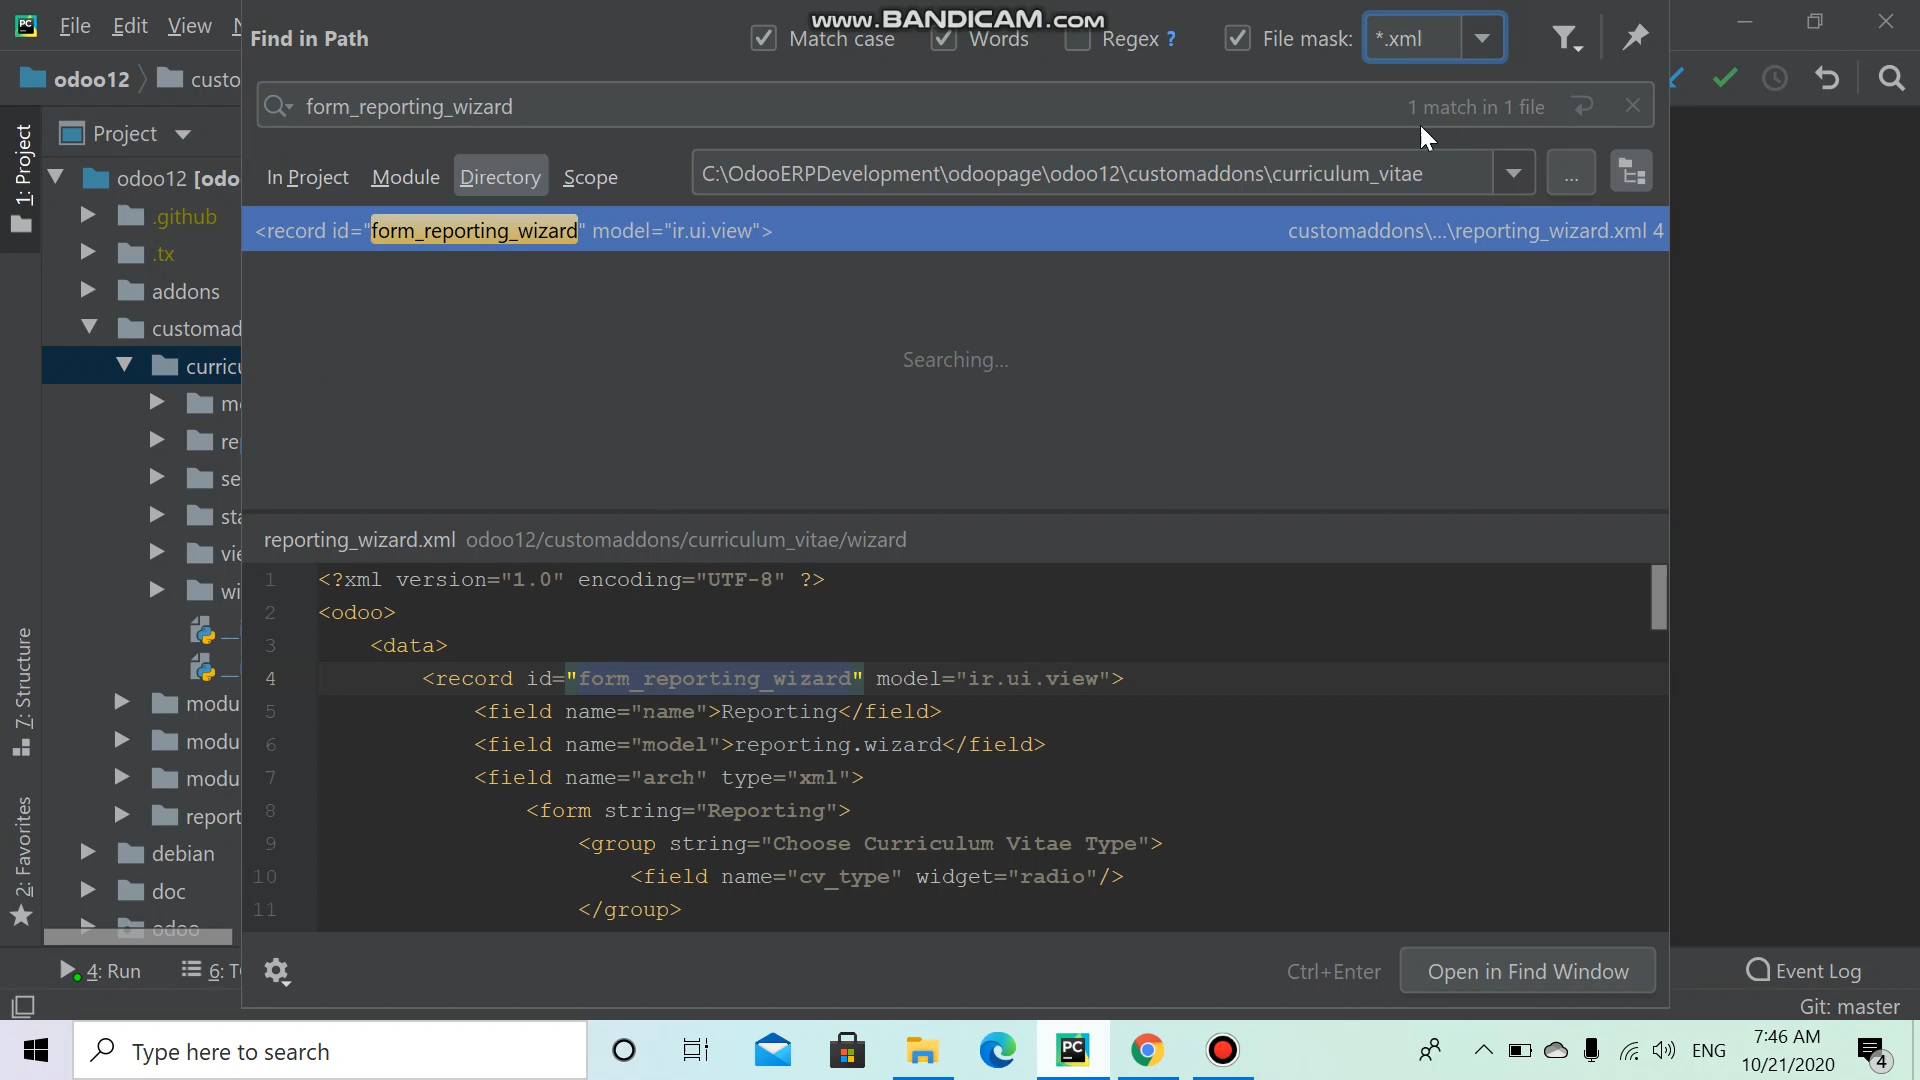 www.BANDICAM.com
PC File Edit View N
Find in Path
Match case
Words
Regex ?
File mask: *.xml
odoo12 custo
form_reporting_wizard
1 match in 1 file
Project
In Project Module Directory Scope
C:\OdooERPDevelopment\odoopage\odoo12\customaddons\curriculum_vitae
...
<record id="form_reporting_wizard" model="ir.ui.view">
customaddons\...\reporting_wizard.xml 4
Searching...
1: Project
7: Structure
2: Favorites
odoo12 [odo
.github
.tx
addons
customad
curricu
mo
rep
se
sta
vie
wi
modu
modu
modu
report
debian
doc
odoo
reporting_wizard.xml odoo12/customaddons/curriculum_vitae/wizard
1 <?xml version="1.0" encoding="UTF-8" ?>
2 <odoo>
3 <data>
4 <record id="form_reporting_wizard" model="ir.ui.view">
5 <field name="name">Reporting</field>
6 <field name="model">reporting.wizard</field>
7 <field name="arch" type="xml">
8 <form string="Reporting">
9 <group string="Choose Curriculum Vitae Type">
10 <field name="cv_type" widget="radio"/>
11 </group>
Ctrl+Enter
Open in Find Window
4: Run
6: T
Event Log
Git: master
Type here to search
PC
ENG
7:46 AM
10/21/2020
4